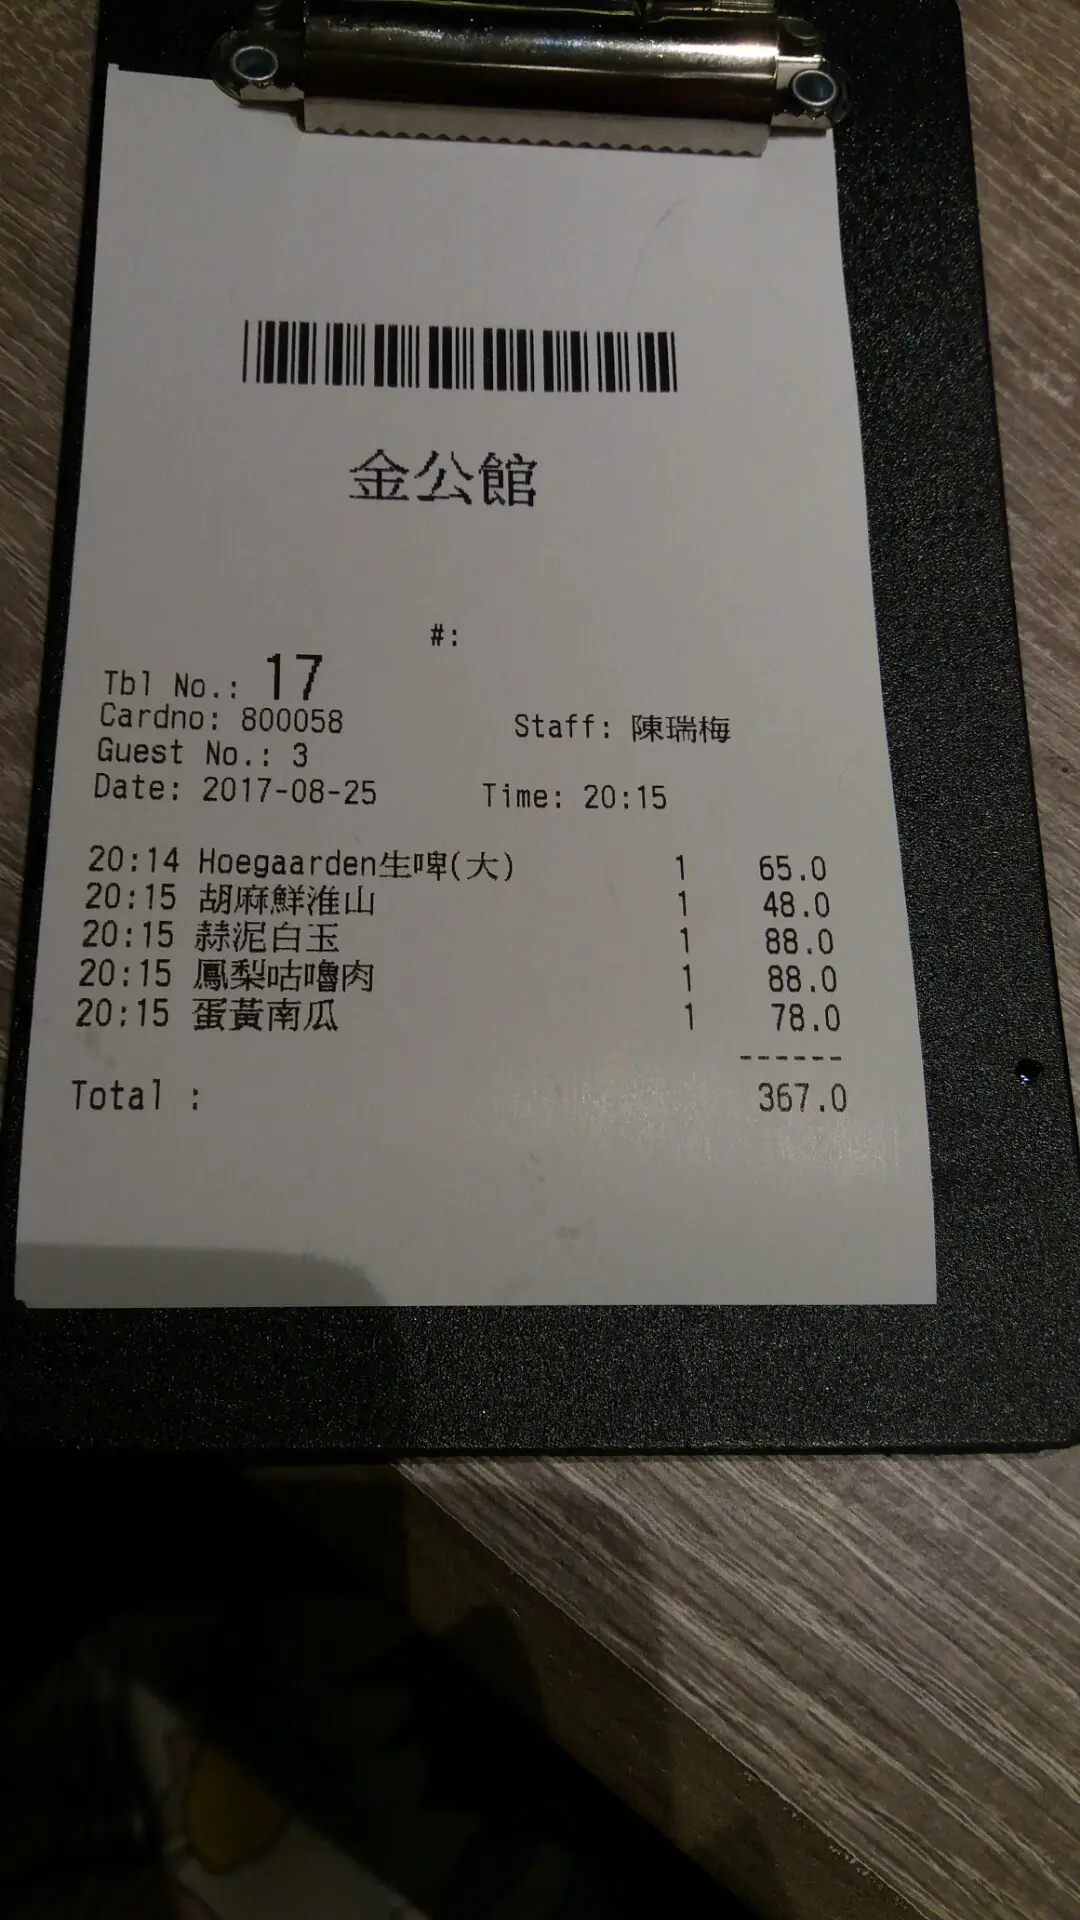 金公館
#:
Tbl No.: 17
Cardno: 800058 Staff: 陳瑞梅
Guest No.: 3
Date: 2017-08-25 Time: 20:15
20:14 Hoegaarden生啤(大) 1 65.0
20:15 胡麻鮮淮山 1 48.0
20:15 蒜泥白玉 1 88.0
20:15 鳳梨咕嚕肉 1 88.0
20:15 蛋黃南瓜 1 78.0
------
Total : 367.0